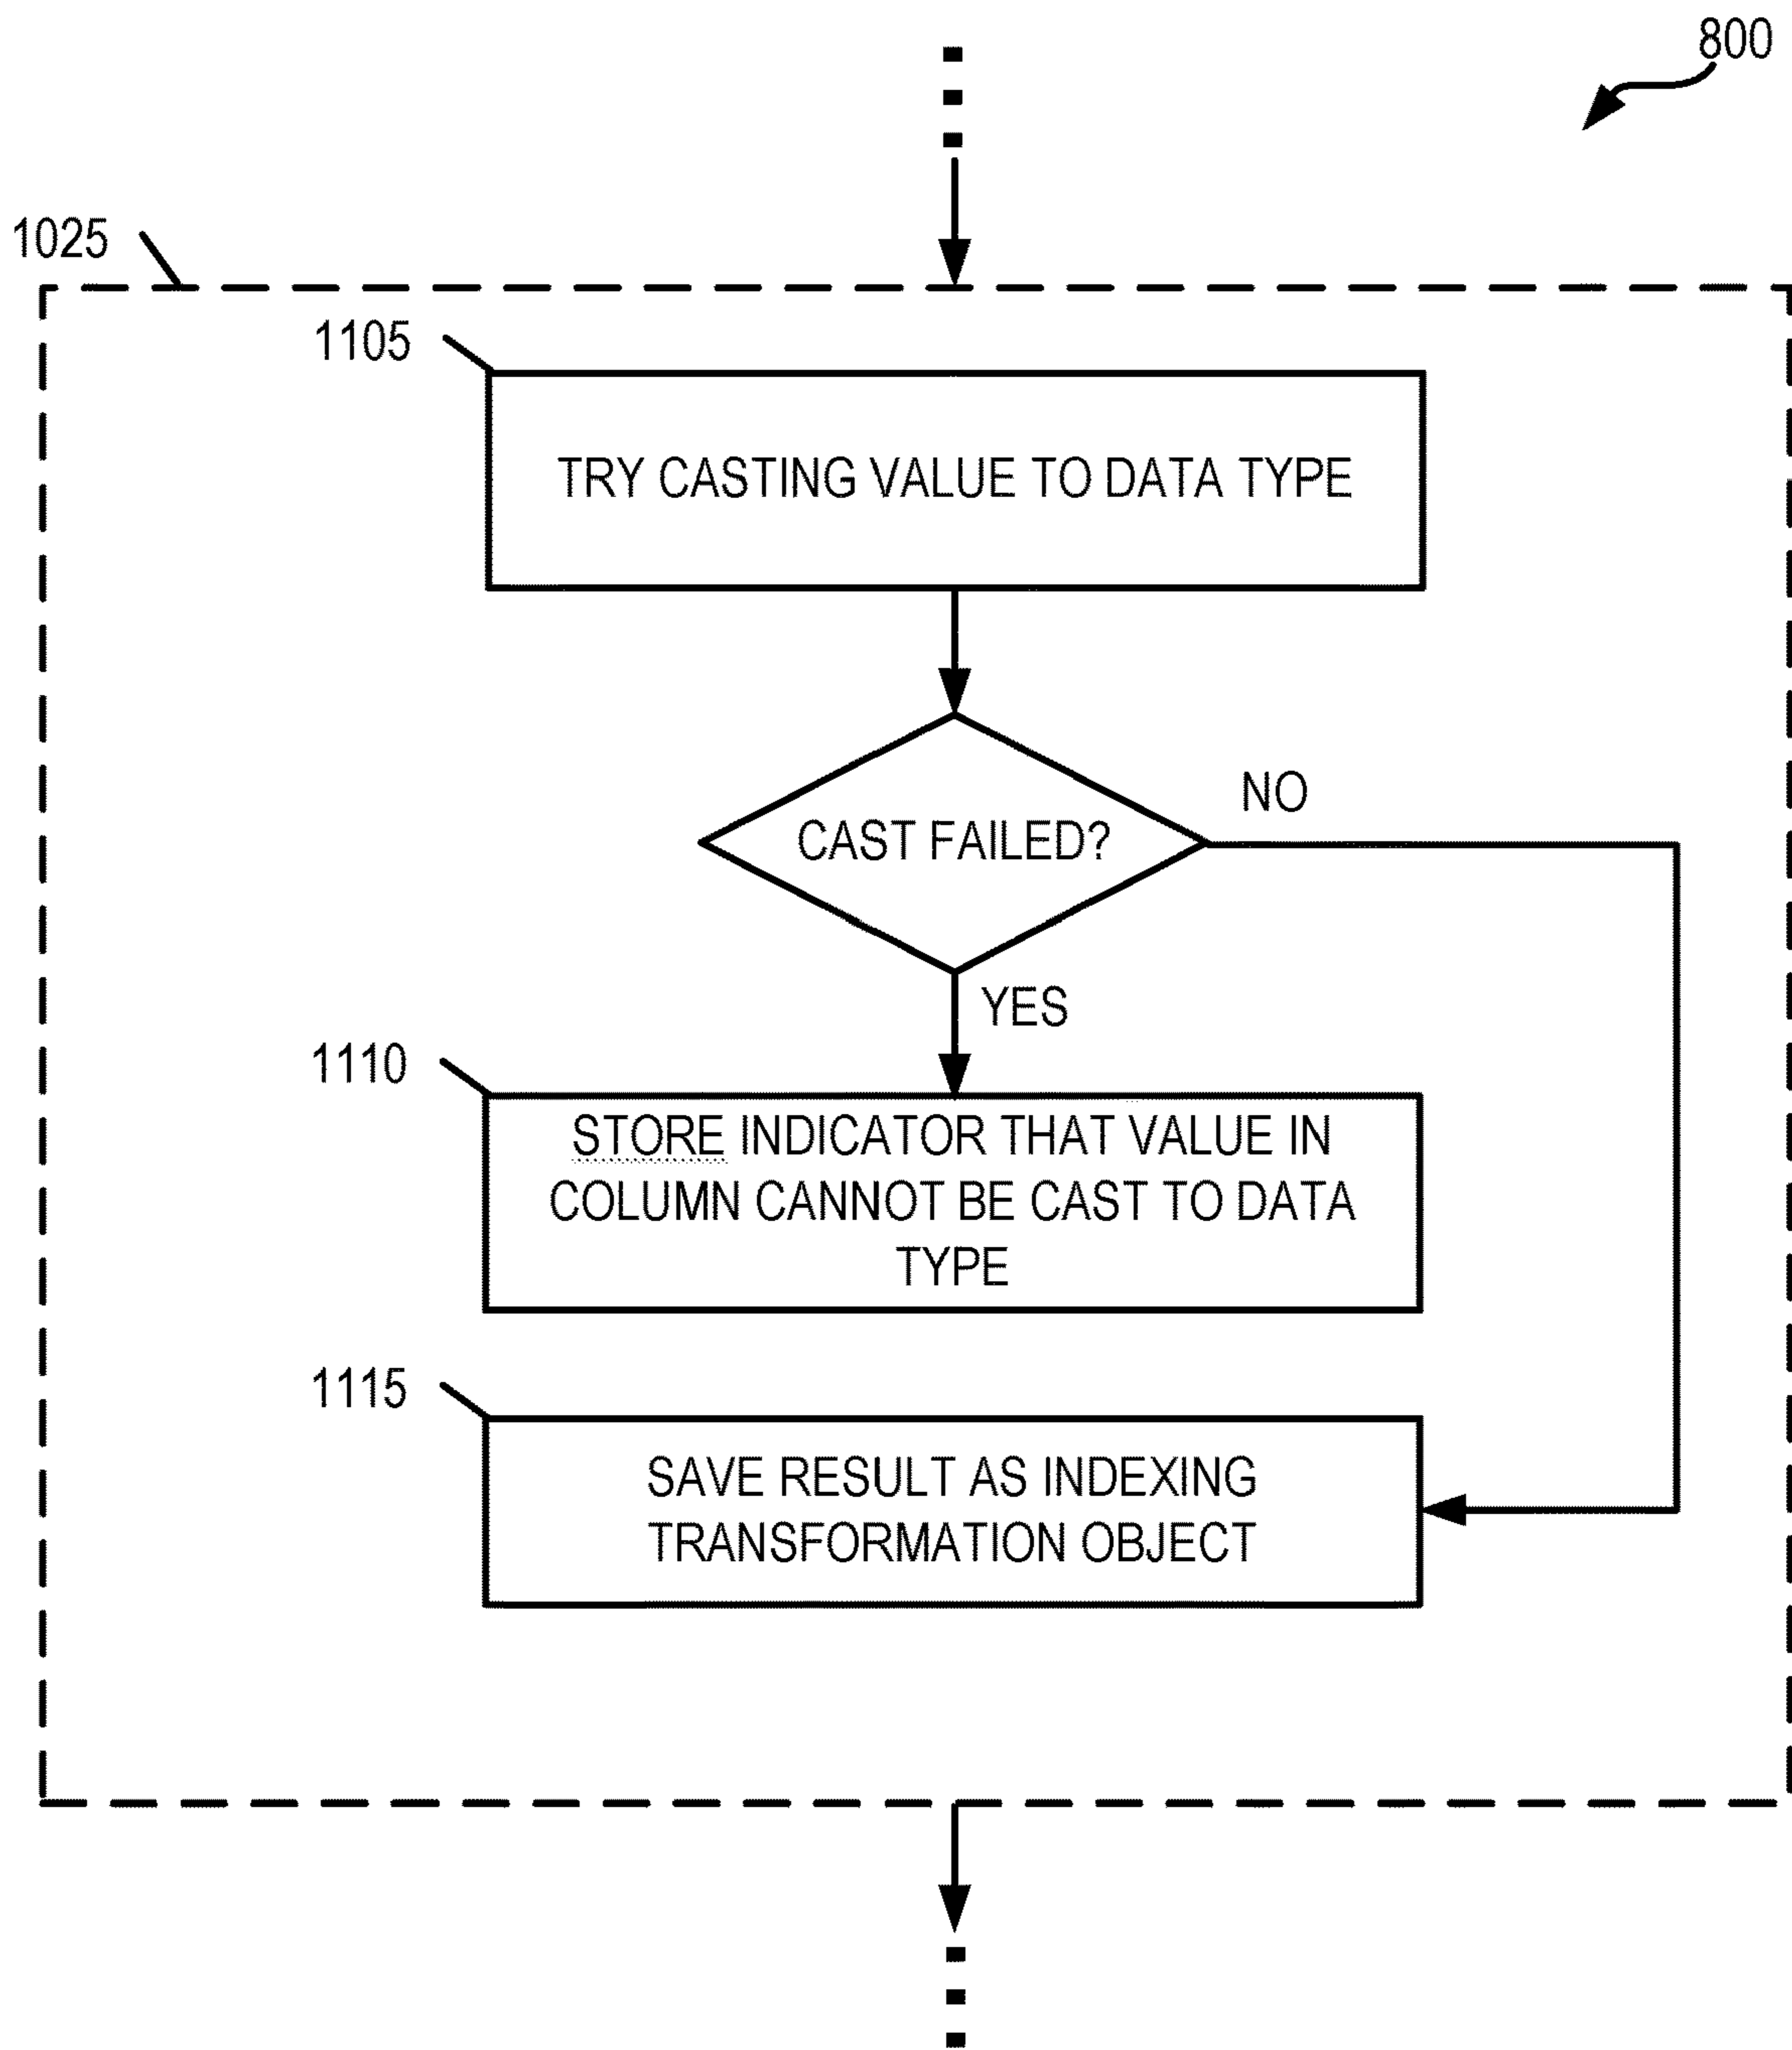 800
1025
1105
TRY CASTING VALUE TO DATA TYPE
NO
CAST FAILED?
YES
1110
STORE INDICATOR THAT VALUE IN
COLUMN CANNOT BE CAST TO DATA
TYPE
1115
SAVE RESULT AS INDEXING
TRANSFORMATION OBJECT